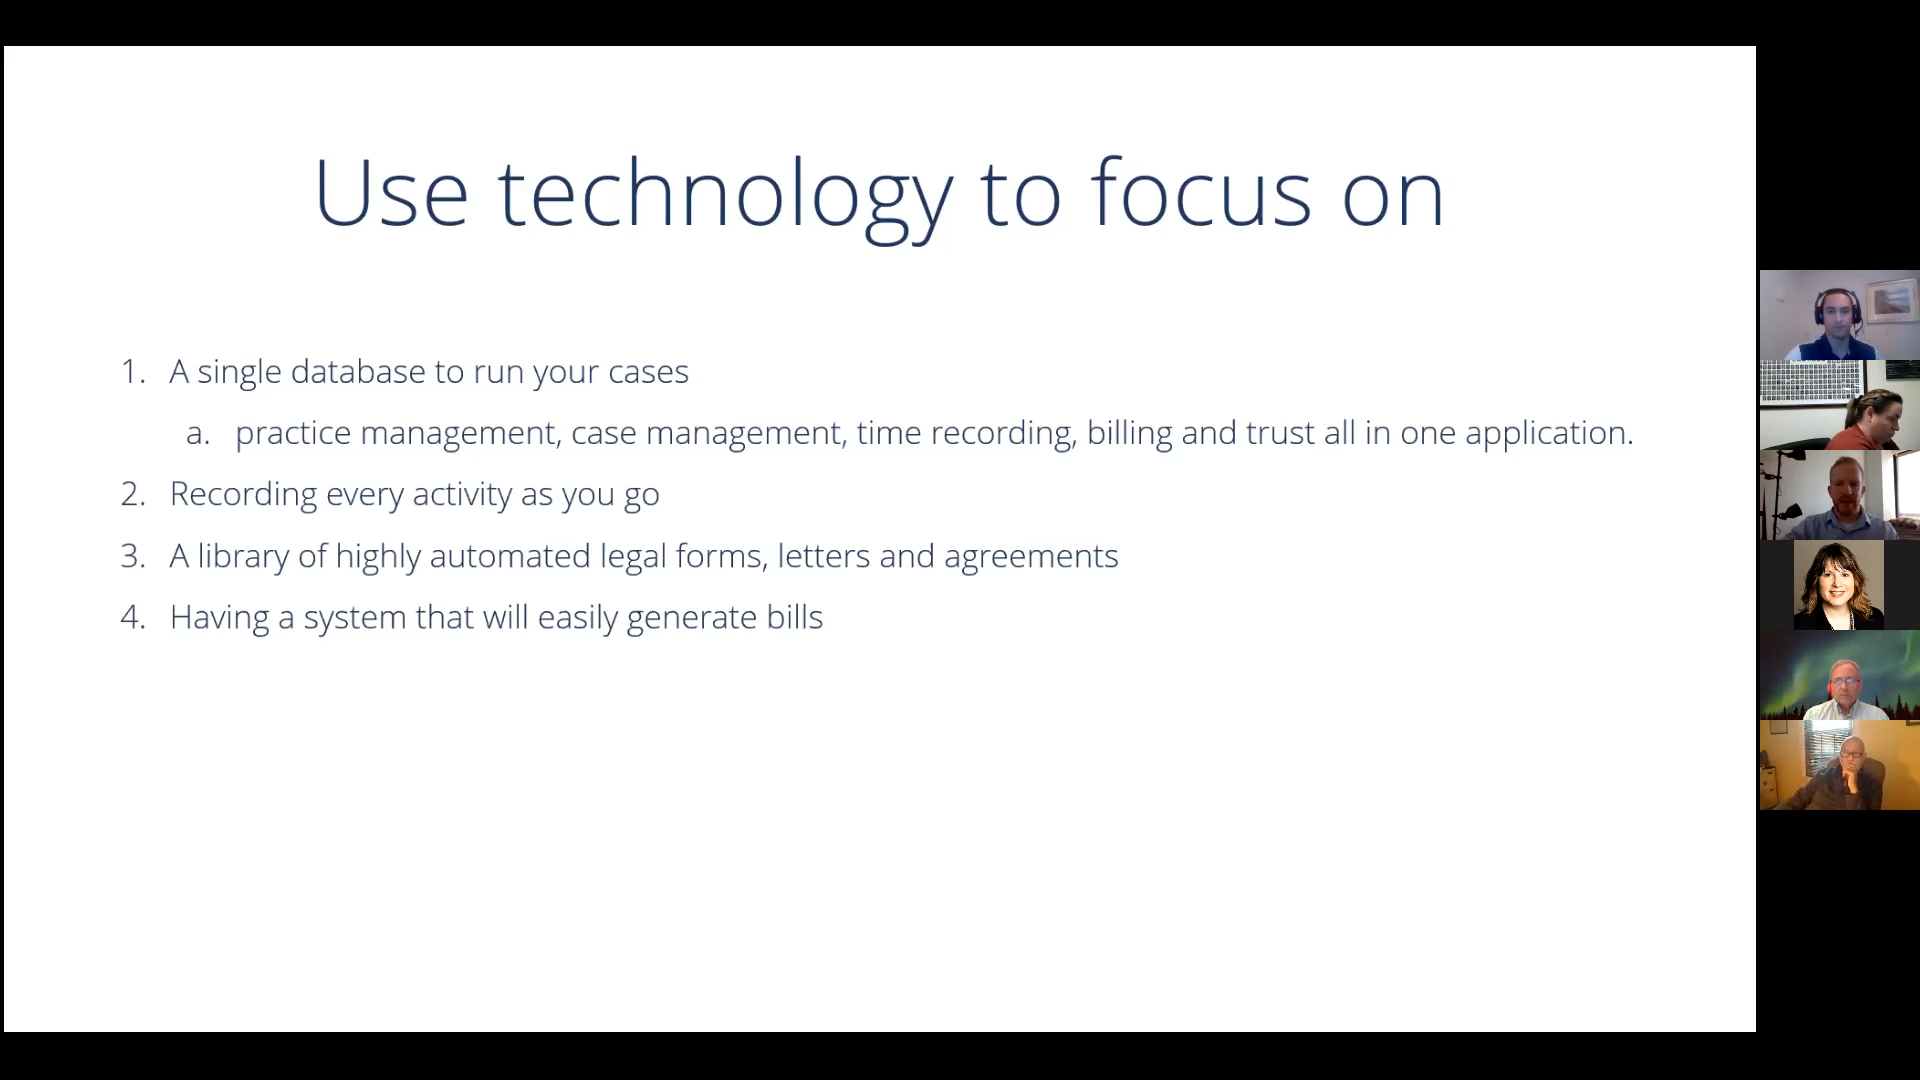 Use technology to focus on
1. A single database to run your cases
a. practice management, case management, time recording, billing and trust all in one application.
2. Recording every activity as you go
3. A library of highly automated legal forms, letters and agreements
4. Having a system that will easily generate bills